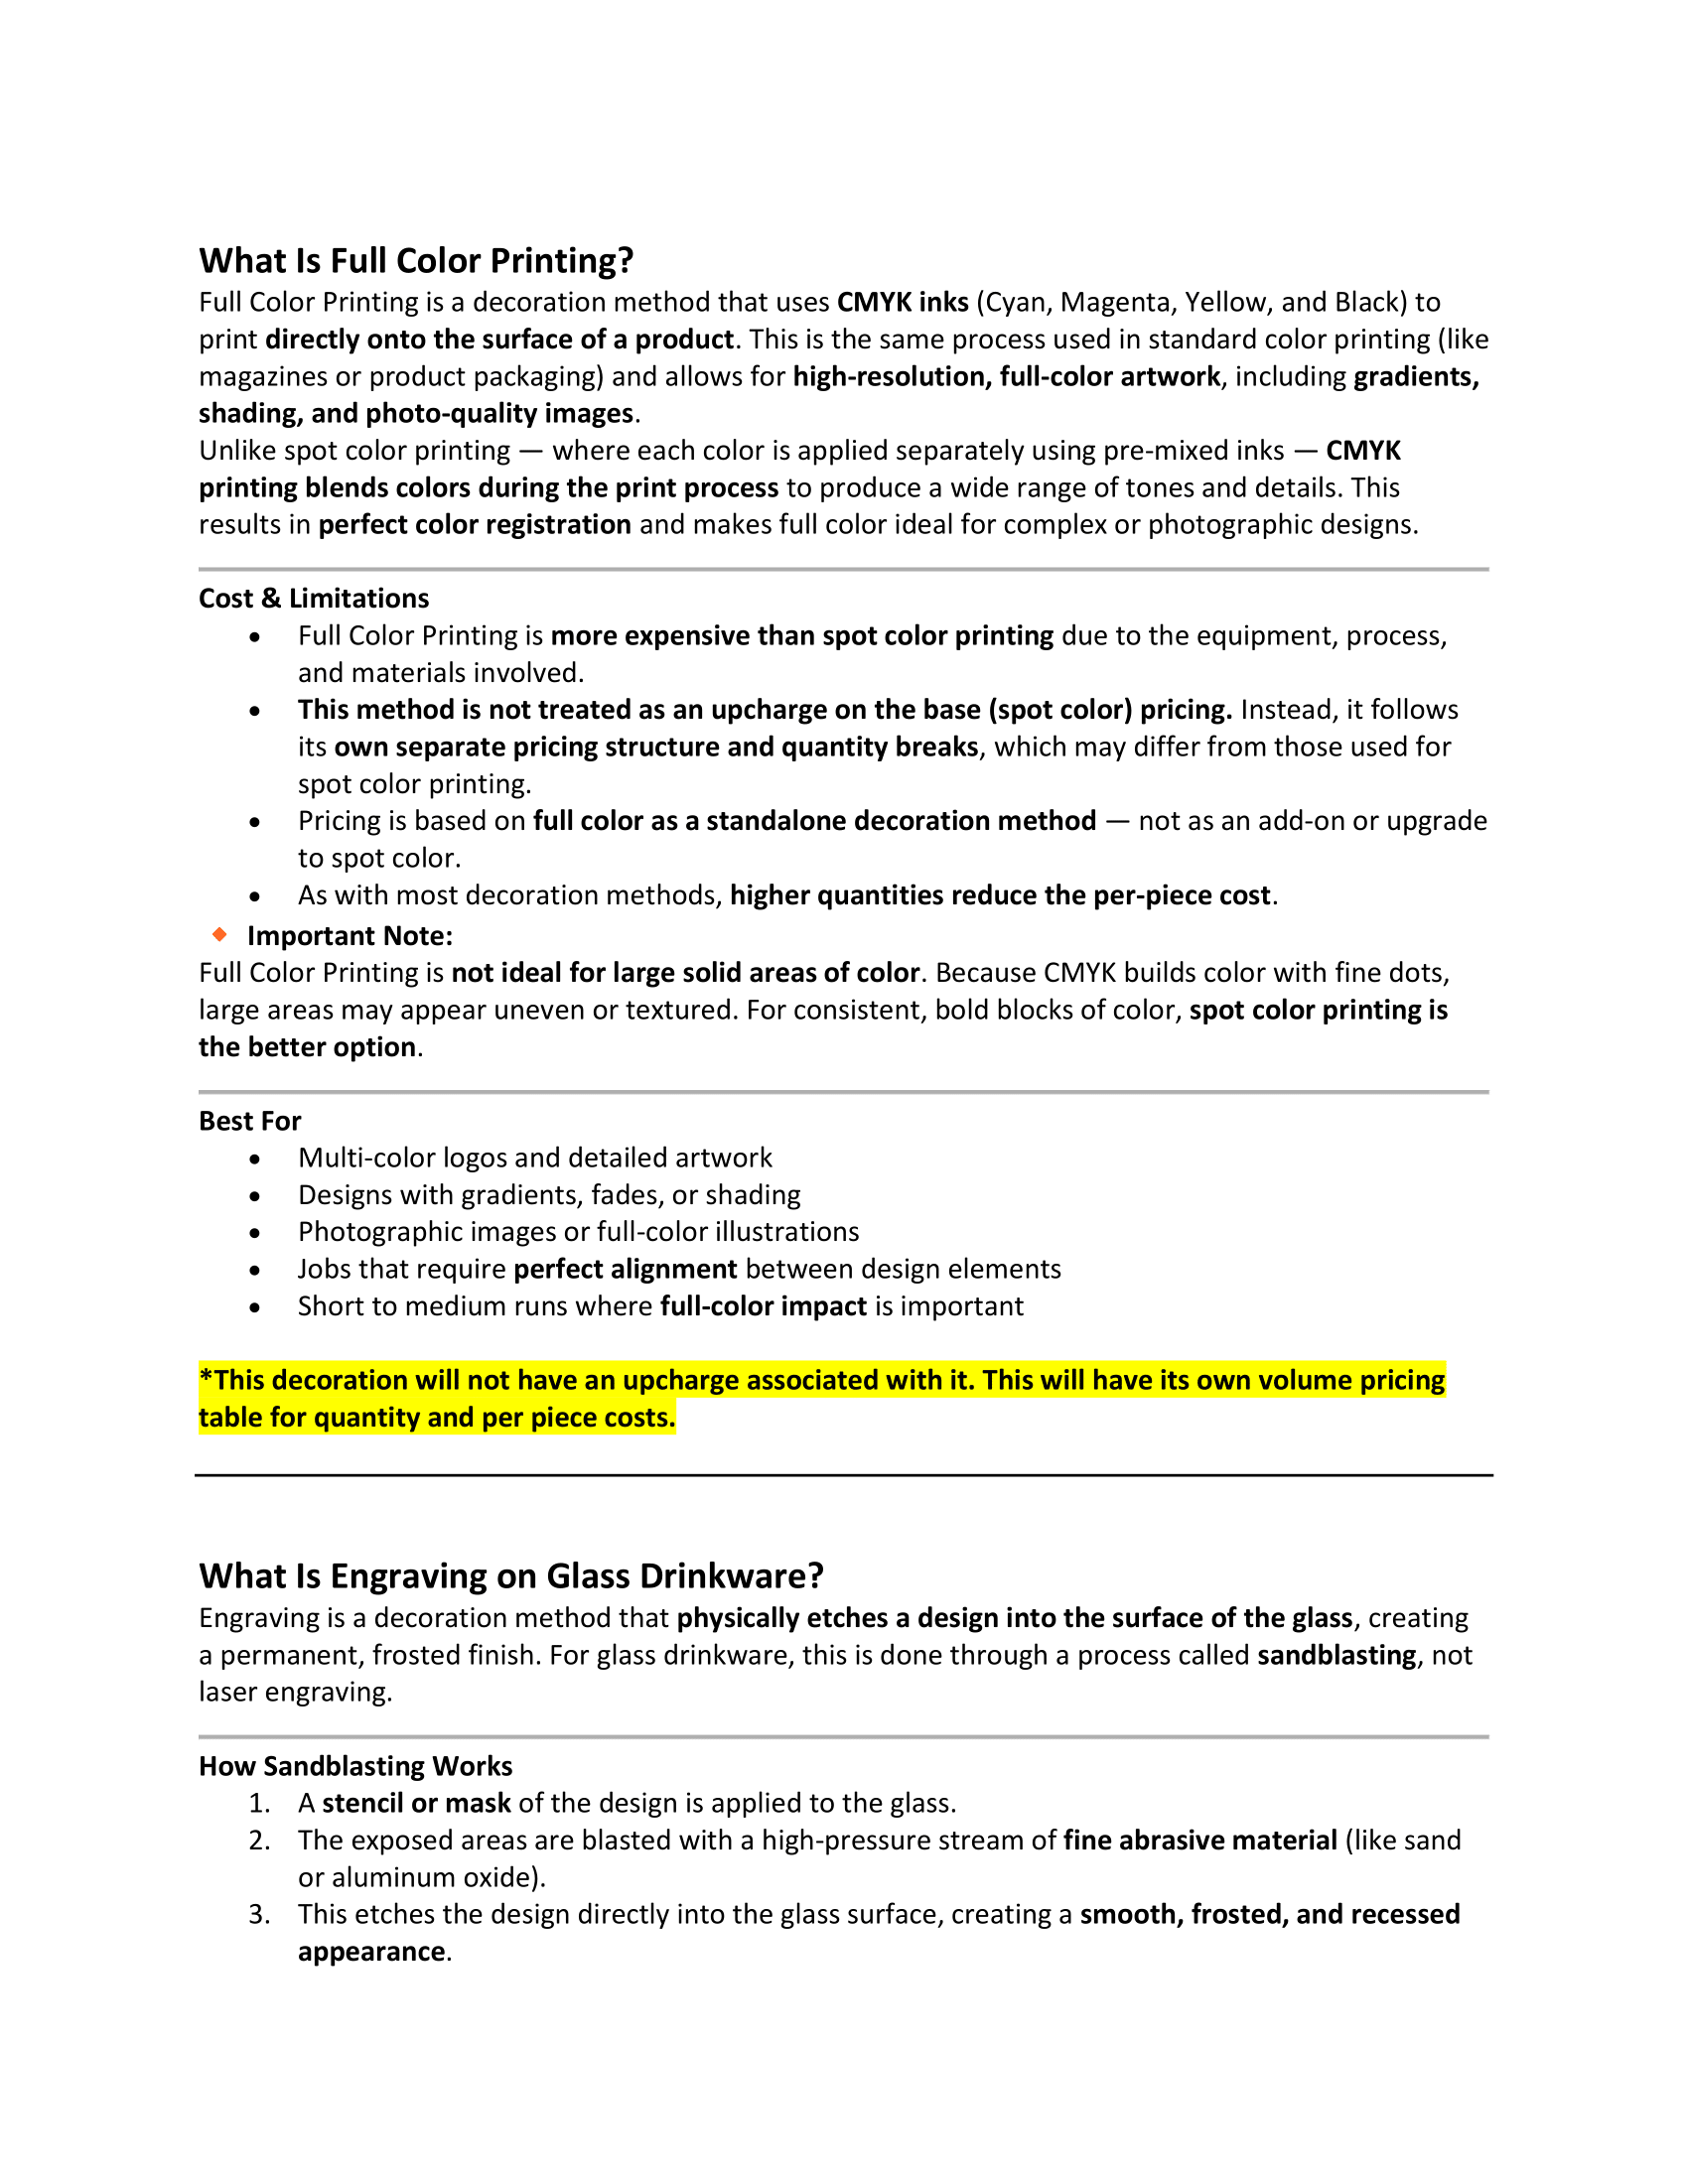 What Is Full Color Printing?
Full Color Printing is a decoration method that uses CMYK inks (Cyan, Magenta, Yellow, and Black) to
print directly onto the surface of a product. This is the same process used in standard color printing (like
magazines or product packaging) and allows for high-resolution, full-color artwork, including gradients,
shading, and photo-quality images.
Unlike spot color printing — where each color is applied separately using pre-mixed inks — CMYK
printing blends colors during the print process to produce a wide range of tones and details. This
results in perfect color registration and makes full color ideal for complex or photographic designs.
Cost & Limitations
• Full Color Printing is more expensive than spot color printing due to the equipment, process,
and materials involved.
• This method is not treated as an upcharge on the base (spot color) pricing. Instead, it follows
its own separate pricing structure and quantity breaks, which may differ from those used for
spot color printing.
• Pricing is based on full color as a standalone decoration method — not as an add-on or upgrade
to spot color.
• As with most decoration methods, higher quantities reduce the per-piece cost.
🔸 Important Note:
Full Color Printing is not ideal for large solid areas of color. Because CMYK builds color with fine dots,
large areas may appear uneven or textured. For consistent, bold blocks of color, spot color printing is
the better option.
Best For
• Multi-color logos and detailed artwork
• Designs with gradients, fades, or shading
• Photographic images or full-color illustrations
• Jobs that require perfect alignment between design elements
• Short to medium runs where full-color impact is important
*This decoration will not have an upcharge associated with it. This will have its own volume pricing
table for quantity and per piece costs.
What Is Engraving on Glass Drinkware?
Engraving is a decoration method that physically etches a design into the surface of the glass, creating
a permanent, frosted finish. For glass drinkware, this is done through a process called sandblasting, not
laser engraving.
How Sandblasting Works
1. A stencil or mask of the design is applied to the glass.
2. The exposed areas are blasted with a high-pressure stream of fine abrasive material (like sand
or aluminum oxide).
3. This etches the design directly into the glass surface, creating a smooth, frosted, and recessed
appearance.